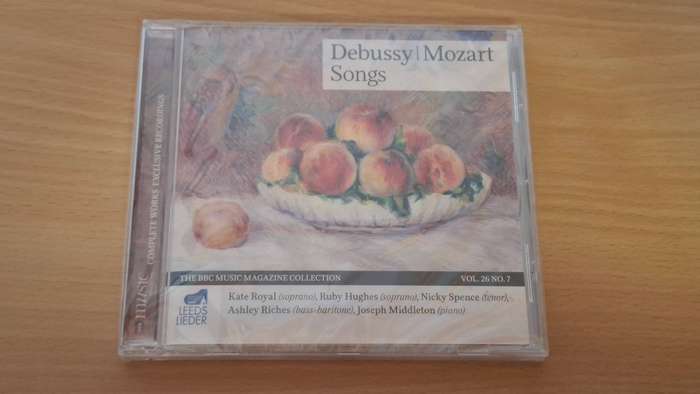 Debussy | Mozart
Songs
COMPLETE WORKS EXCLUSIVE RECORDINGS
THE BBC MUSIC MAGAZINE COLLECTION VOL. 26 NO. 7
LEEDS
LIEDER
Kate Royal (soprano), Ruby Hughes (soprano), Nicky Spence (tenor),
Ashley Riches (bass-baritone), Joseph Middleton (piano)